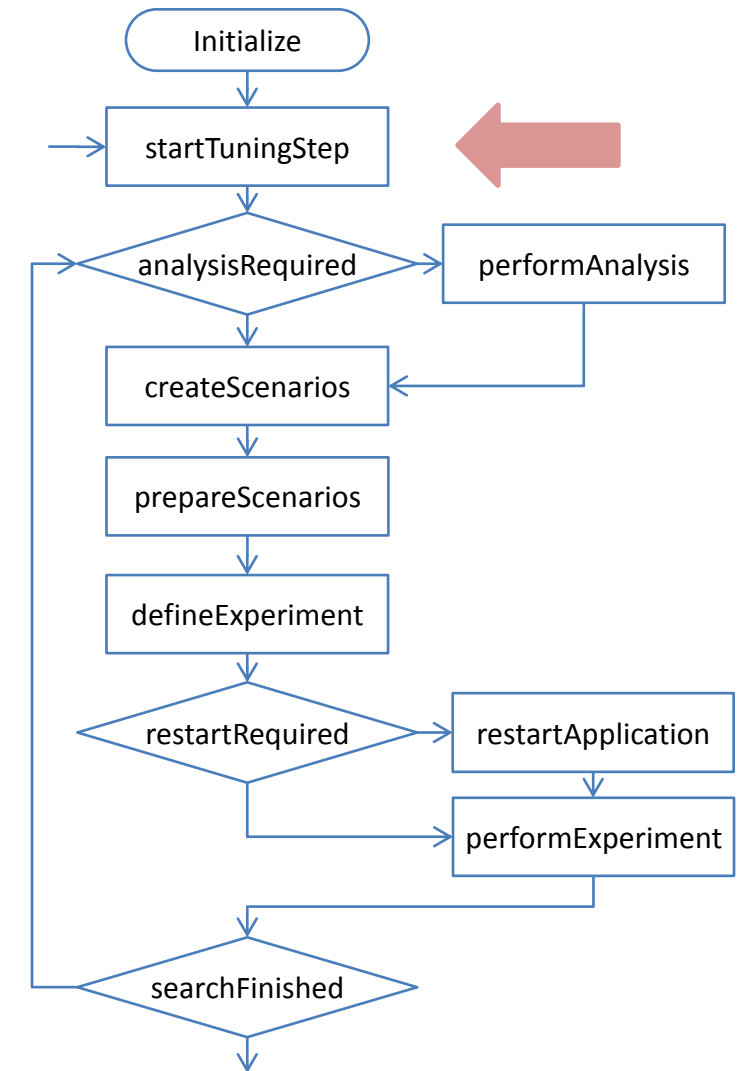 Initialize
startTuningStep
analysisRequired
performAnalysis
createScenarios
prepareScenarios
defineExperiment
restartRequired
restartApplication
performExperiment
searchFinished